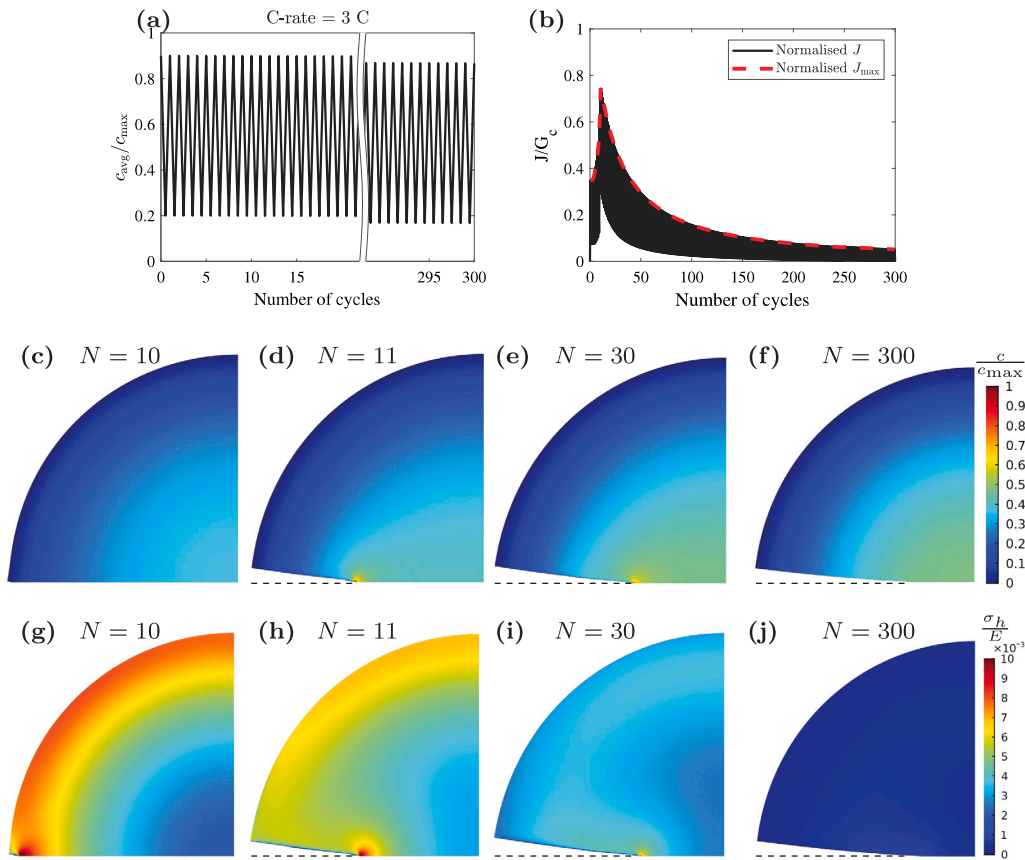 (a) C-rate = 3 C
1
0.8
0.6
0.4
0.2
0
c_avg/c_max
0 5 10 15 295 300
Number of cycles
(b)
1
0.8
0.6
0.4
0.2
0
J/G_c
Normalised J
Normalised J_max
0 50 100 150 200 250 300
Number of cycles
(c) N = 10
(d) N = 11
(e) N = 30
(f) N = 300
c
c_max
1
0.9
0.8
0.7
0.6
0.5
0.4
0.3
0.2
0.1
0
(g) N = 10
(h) N = 11
(i) N = 30
(j) N = 300
σ_h
E
×10⁻³
10
9
8
7
6
5
4
3
2
1
0